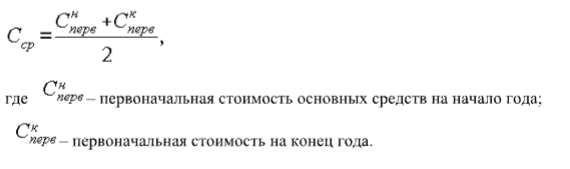 C_ср = (C^н_перв + C^к_перв) / 2,
где C^н_перв – первоначальная стоимость основных средств на начало года;
C^к_перв – первоначальная стоимость на конец года.